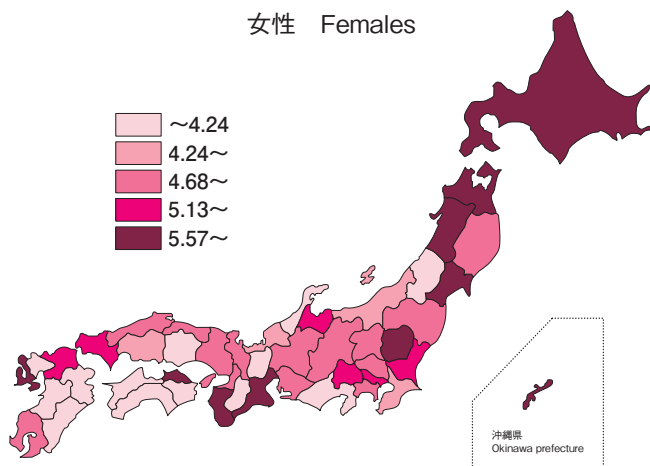 女性　Females
～4.24
4.24～
4.68～
5.13～
5.57～
沖縄県
Okinawa prefecture